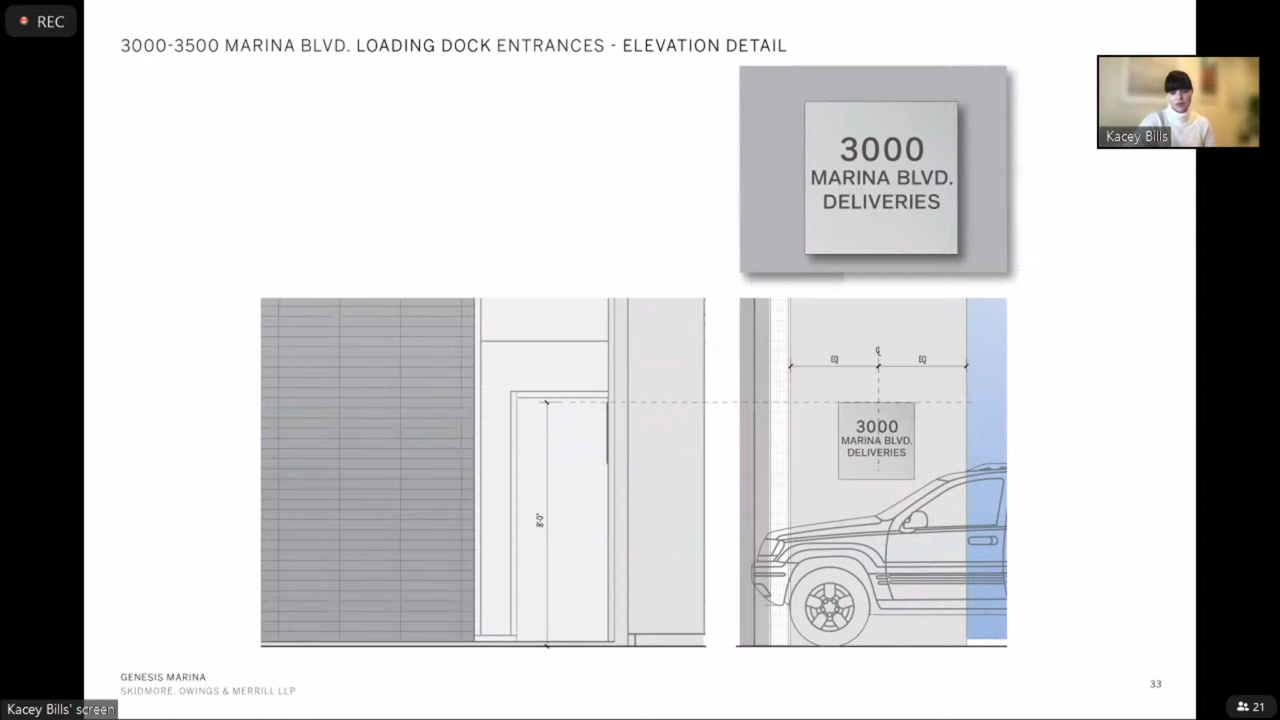 REC
3000-3500 MARINA BLVD. LOADING DOCK ENTRANCES - ELEVATION DETAIL
Kacey Bills
3000
MARINA BLVD.
DELIVERIES
EQ
EQ
3000
MARINA BLVD.
DELIVERIES
8'-0"
GENESIS MARINA
SKIDMORE, OWINGS & MERRILL LLP
33
Kacey Bills' screen
21